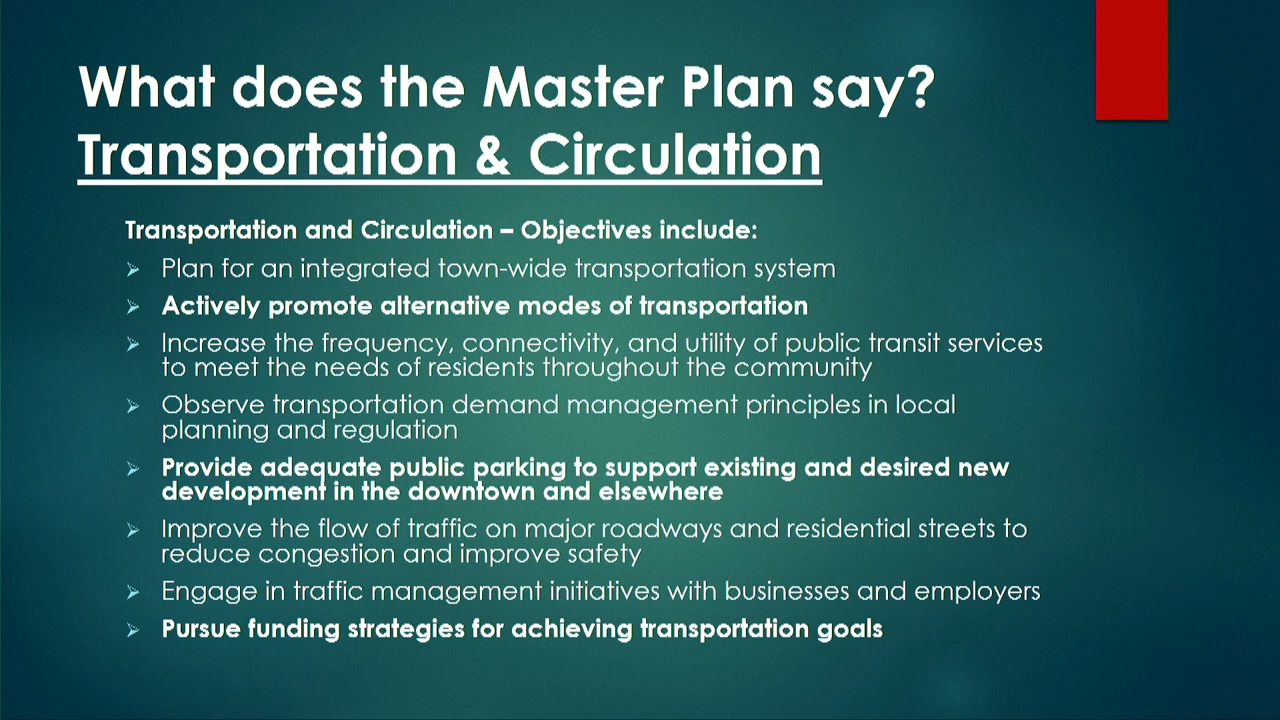 What does the Master Plan say?
Transportation & Circulation
Transportation and Circulation – Objectives include:
➢ Plan for an integrated town-wide transportation system
➢ Actively promote alternative modes of transportation
➢ Increase the frequency, connectivity, and utility of public transit services
to meet the needs of residents throughout the community
➢ Observe transportation demand management principles in local
planning and regulation
➢ Provide adequate public parking to support existing and desired new
development in the downtown and elsewhere
➢ Improve the flow of traffic on major roadways and residential streets to
reduce congestion and improve safety
➢ Engage in traffic management initiatives with businesses and employers
➢ Pursue funding strategies for achieving transportation goals